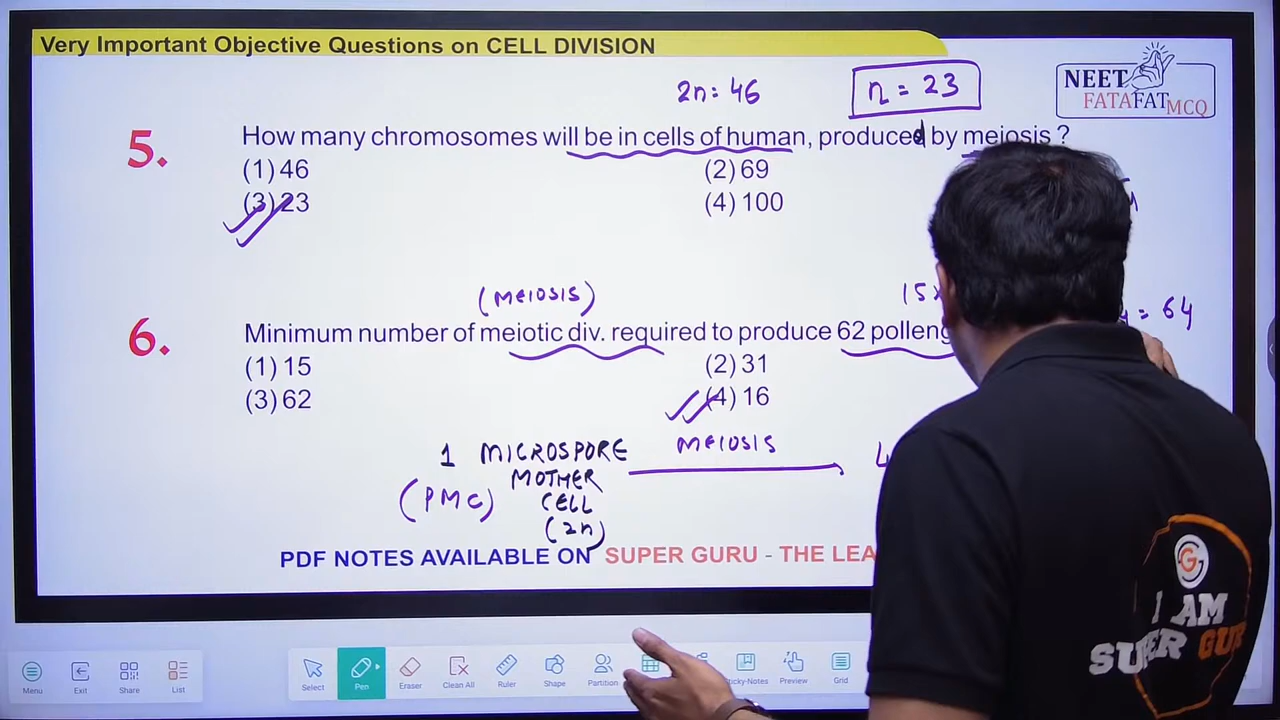 Very Important Objective Questions on CELL DIVISION
2n = 46
n = 23
NEET
FATAFAT MCQ
5.
How many chromosomes will be in cells of human, produced by meiosis ?
(1) 46
(2) 69
(3) 23
(4) 100
(MEIOSIS)
15x
= 64
6.
Minimum number of meiotic div. required to produce 62 polleng
(1) 15
(2) 31
(3) 62
(4) 16
1 MICROSPORE
MOTHER
CELL
(2n)
(PMC)
MEIOSIS
4
PDF NOTES AVAILABLE ON SUPER GURU - THE LEA
I AM
SUPER GUR
Menu
Exit
Share
List
Select
Pen
Eraser
Clean All
Ruler
Shape
Partition
Sticky-Notes
Preview
Grid